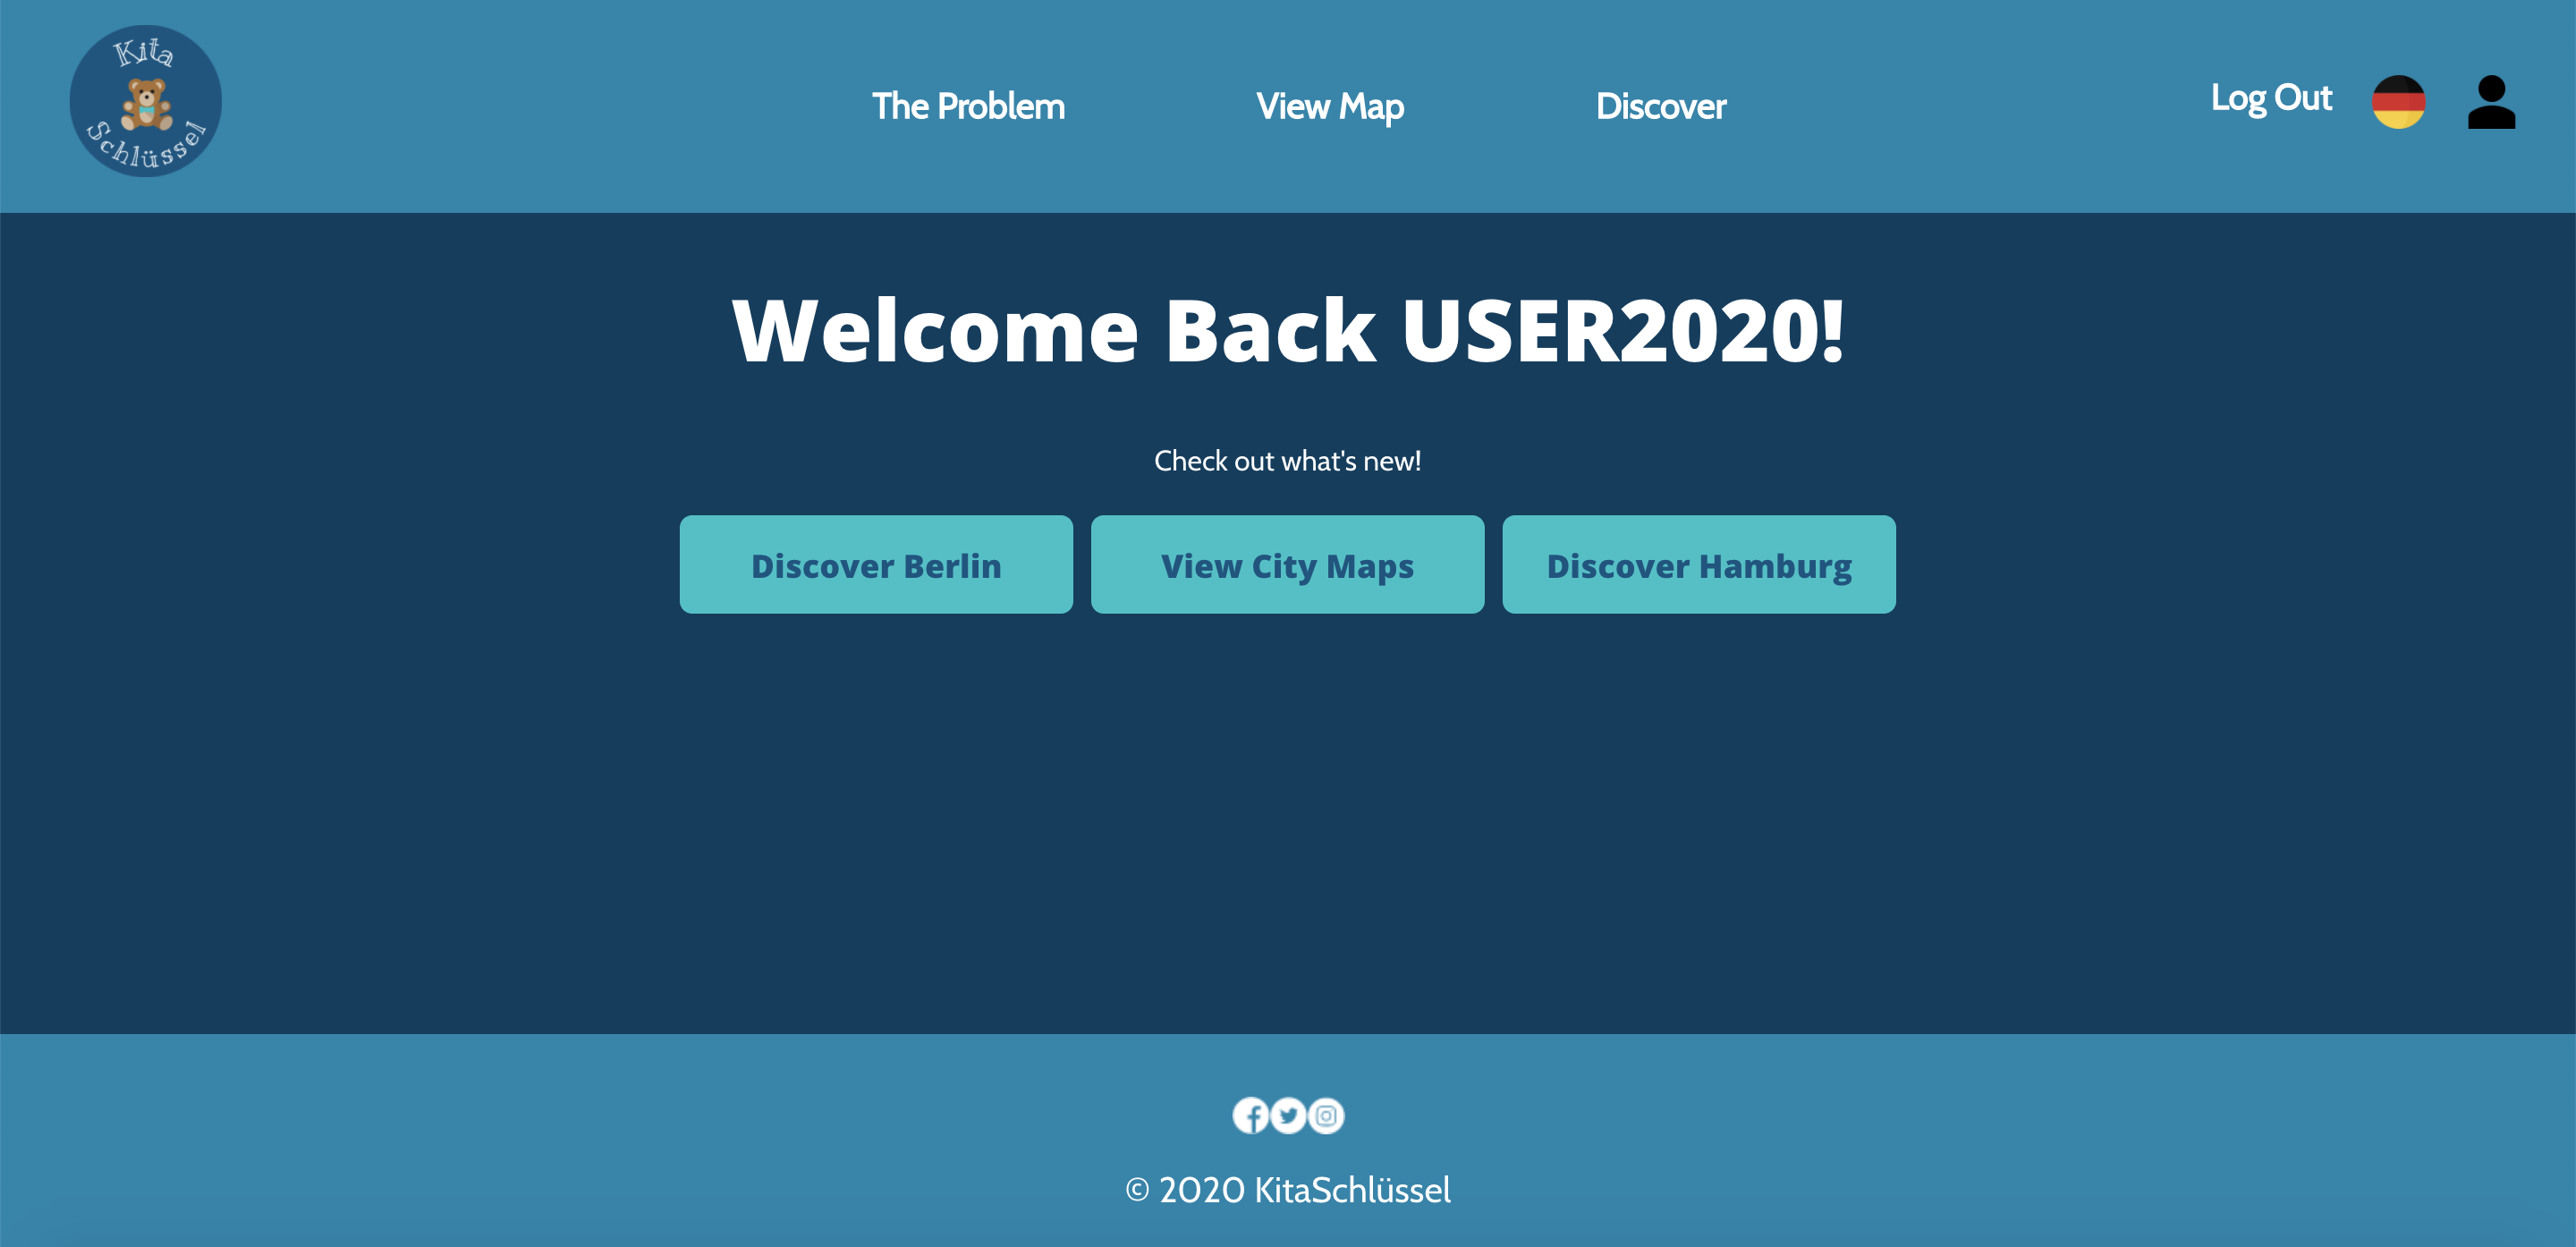 Kita
Schlüssel
The Problem
View Map
Discover
Log Out
Welcome Back USER2020!
Check out what's new!
Discover Berlin
View City Maps
Discover Hamburg
© 2020 KitaSchlüssel